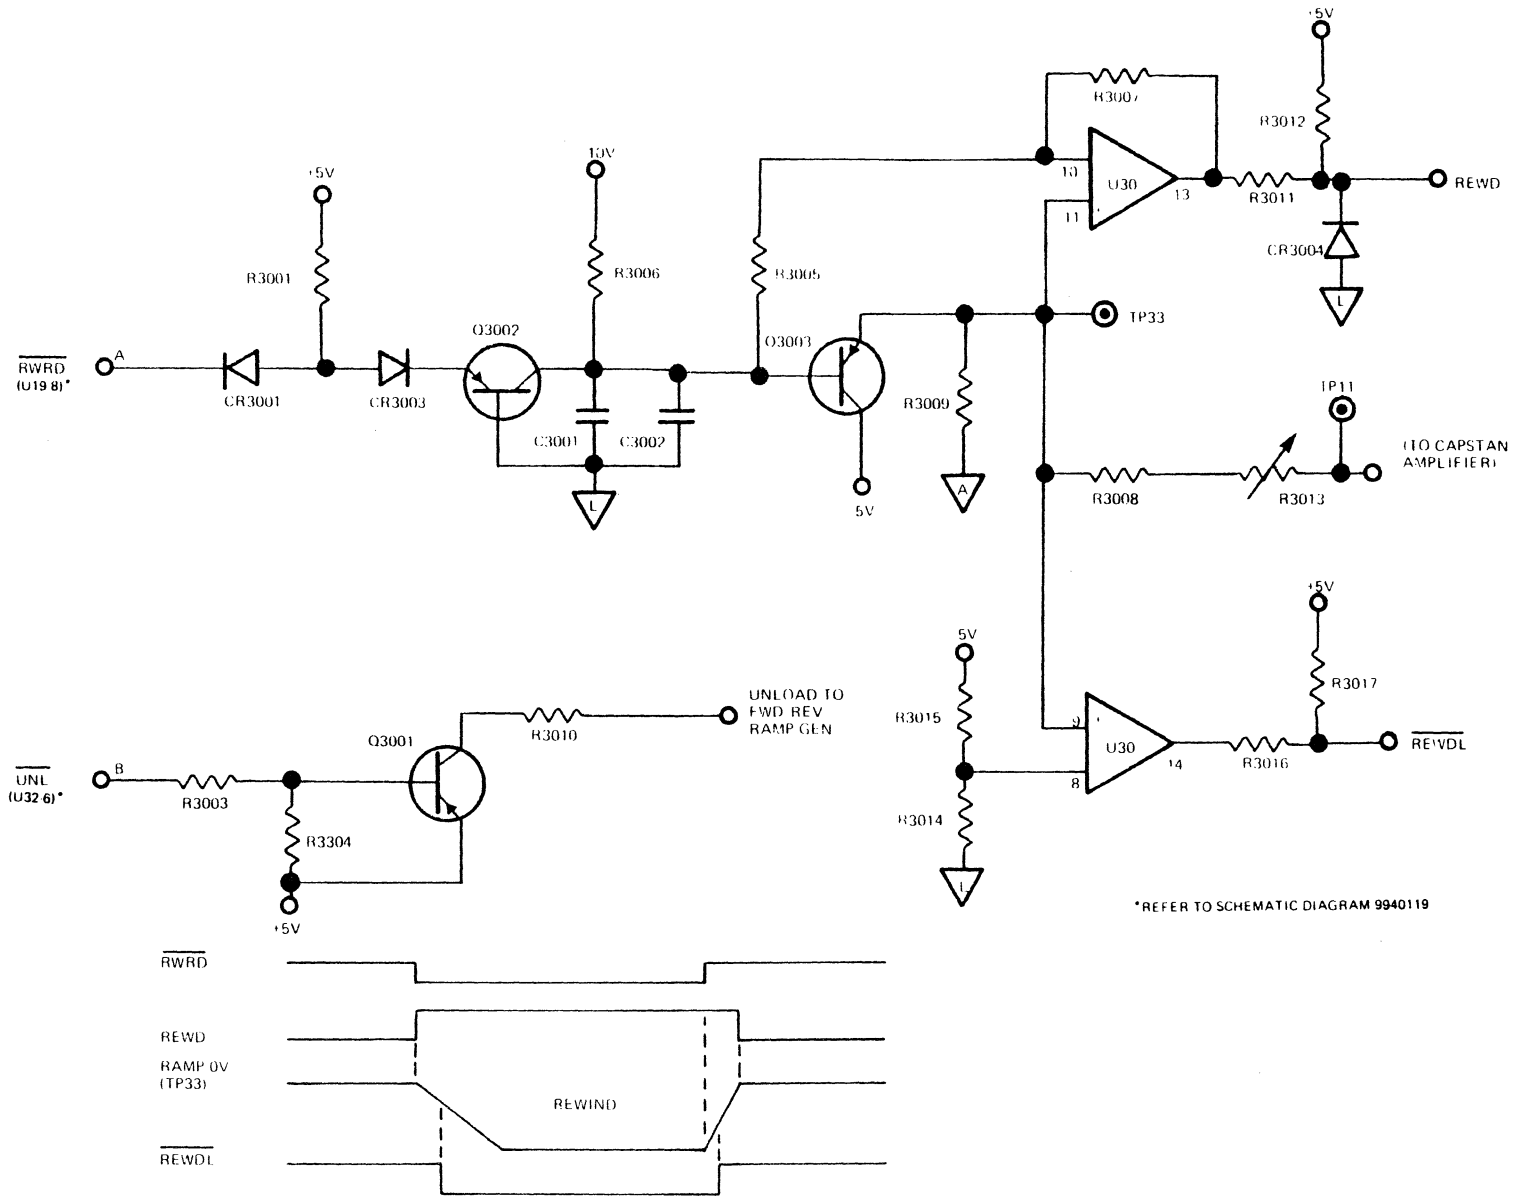 +5V
R3007
R3012
10V
+5V
10
U30
13
R3011
REWD
11
R3001
R3006
R3005
CR3004
L
Q3002
Q3003
TP33
RWRD
(U19 8)*
A
CR3001
CR3003
C3001
C3002
R3009
TP11
(TO CAPSTAN
AMPLIFIER)
L
5V
A
R3008
R3013
+5V
5V
UNLOAD TO
FWD REV
RAMP GEN
R3015
9
R3017
Q3001
R3010
U30
14
R3016
REWDL
UNL
(U32 6)*
B
R3003
8
R3304
R3014
L
+5V
*REFER TO SCHEMATIC DIAGRAM 9940119
RWRD
REWD
RAMP 0V
(TP33)
REWIND
REWDL